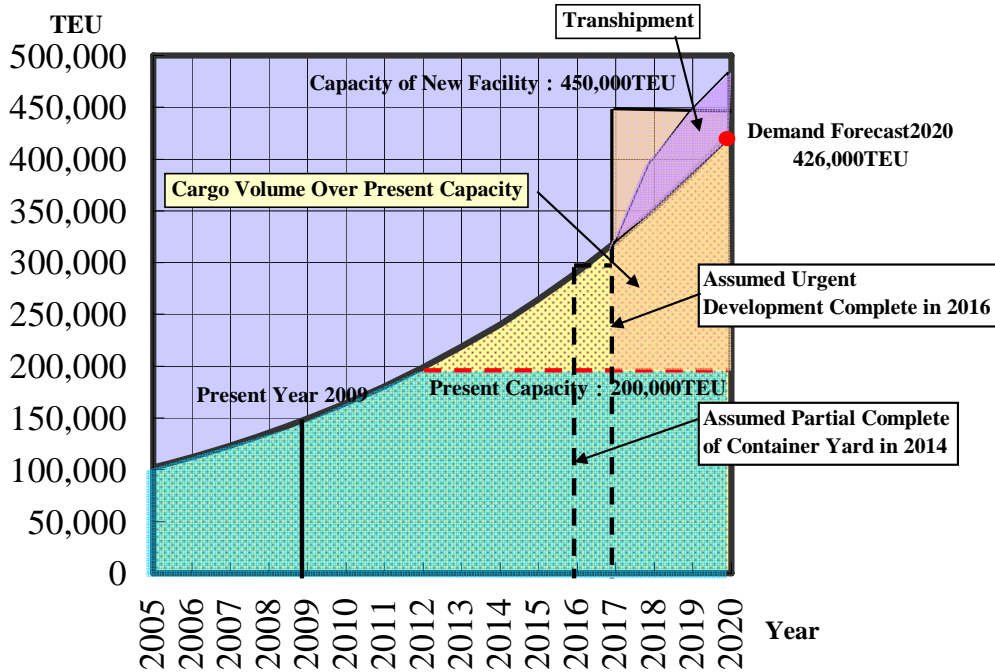 TEU
Transhipment
500,000
Capacity of New Facility : 450,000TEU
450,000
Demand Forecast2020
426,000TEU
400,000
Cargo Volume Over Present Capacity
350,000
300,000
Assumed Urgent
Development Complete in 2016
250,000
200,000
Present Year 2009
Present Capacity : 200,000TEU
150,000
Assumed Partial Complete
of Container Yard in 2014
100,000
50,000
0
2005
2006
2007
2008
2009
2010
2011
2012
2013
2014
2015
2016
2017
2018
2019
2020
Year